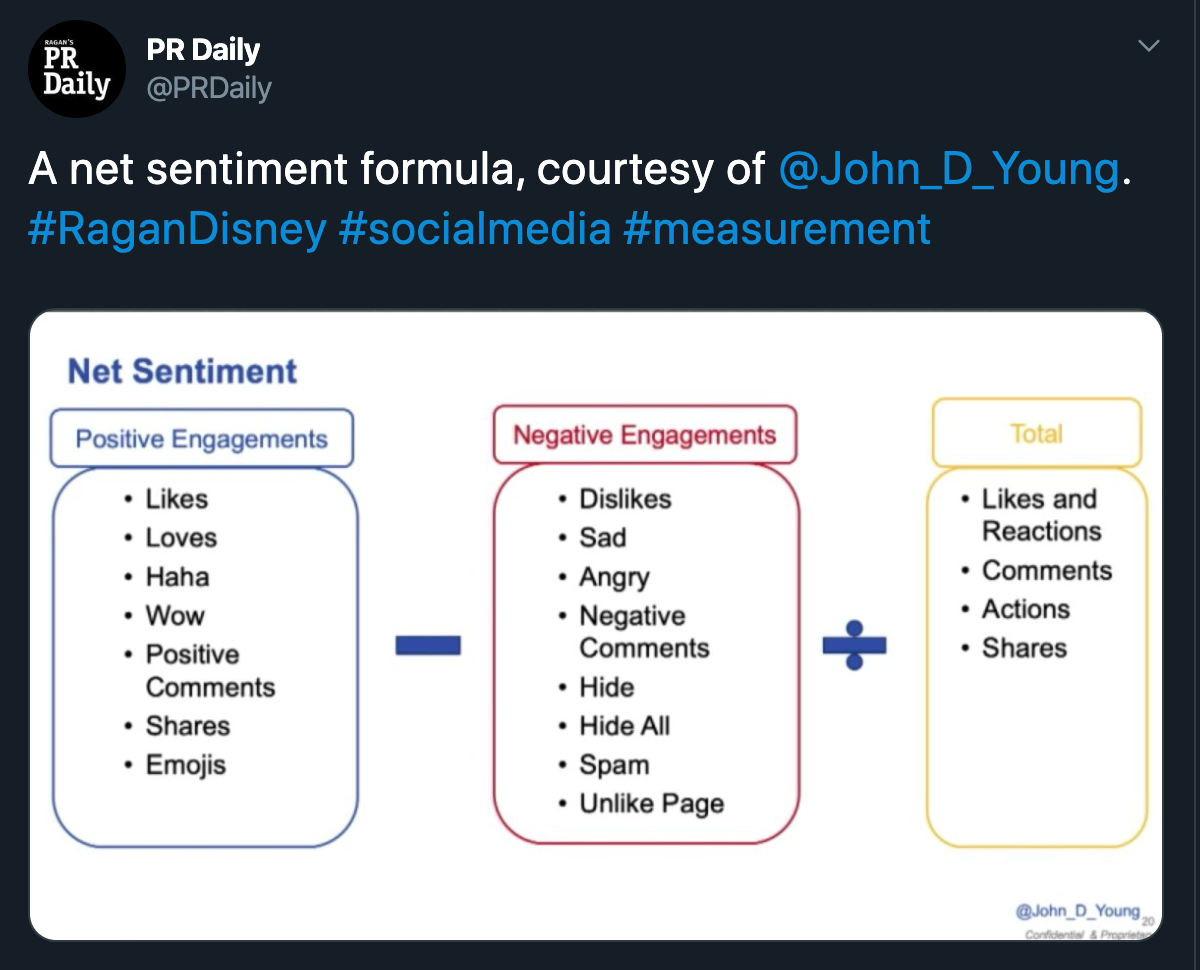 RAGAN'S
PR
Daily
PR Daily
@PRDaily
A net sentiment formula, courtesy of @John_D_Young.
#RaganDisney #socialmedia #measurement
Net Sentiment
Positive Engagements
• Likes
• Loves
• Haha
• Wow
• Positive
Comments
• Shares
• Emojis
Negative Engagements
• Dislikes
• Sad
• Angry
• Negative
Comments
• Hide
• Hide All
• Spam
• Unlike Page
Total
• Likes and
Reactions
• Comments
• Actions
• Shares
@John_D_Young
20
Confidential &